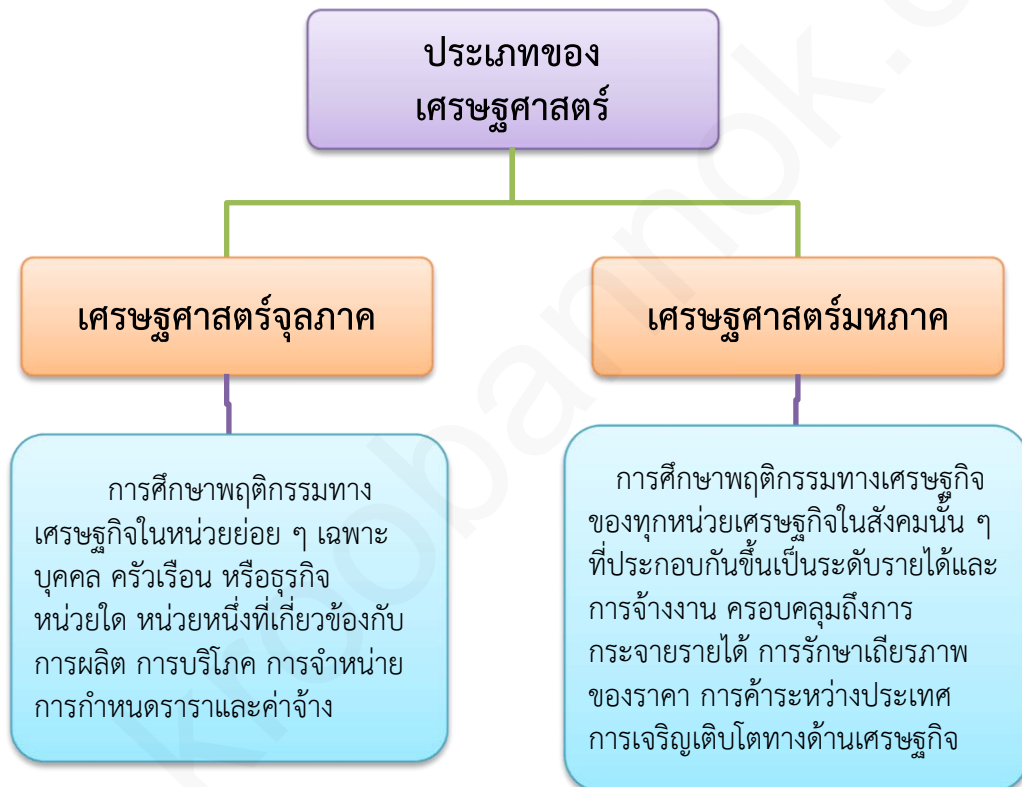 ประเภทของ
เศรษฐศาสตร์
เศรษฐศาสตร์จุลภาค
เศรษฐศาสตร์มหภาค
การศึกษาพฤติกรรมทาง
เศรษฐกิจในหน่วยย่อย ๆ เฉพาะ
บุคคล ครัวเรือน หรือธุรกิจ
หน่วยใด หน่วยหนึ่งที่เกี่ยวข้องกับ
การผลิต การบริโภค การจำหน่าย
การกำหนดราราและค่าจ้าง
การศึกษาพฤติกรรมทางเศรษฐกิจ
ของทุกหน่วยเศรษฐกิจในสังคมนั้น ๆ
ที่ประกอบกันขึ้นเป็นระดับรายได้และ
การจ้างงาน ครอบคลุมถึงการ
กระจายรายได้ การรักษาเถียรภาพ
ของราคา การค้าระหว่างประเทศ
การเจริญเติบโตทางด้านเศรษฐกิจ